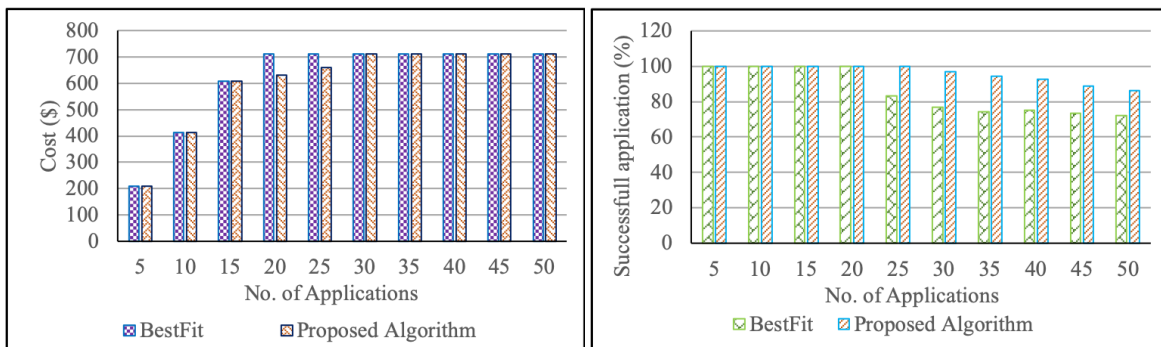 Cost ($)
800
700
600
500
400
300
200
100
0
5 10 15 20 25 30 35 40 45 50
No. of Applications
BestFit Proposed Algorithm
Successfull application (%)
120
100
80
60
40
20
0
5 10 15 20 25 30 35 40 45 50
No. of Applications
BestFit Proposed Algorithm